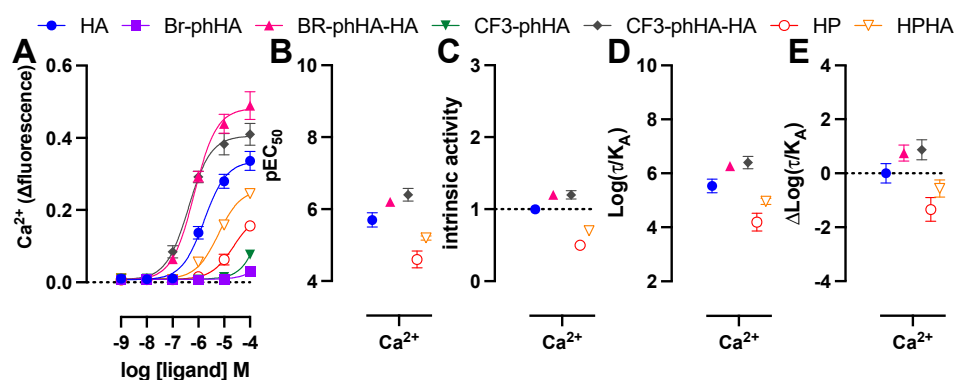 HA Br-phHA BR-phHA-HA CF3-phHA CF3-phHA-HA HP HPHA
A
Ca²⁺ (Δfluorescence)
0.6
0.4
0.2
0.0
-9 -8 -7 -6 -5 -4
log [ligand] M
B
pEC₅₀
10
8
6
4
Ca²⁺
C
intrinsic activity
3
2
1
0
Ca²⁺
D
Log(τ/K_A)
10
8
6
4
2
Ca²⁺
E
ΔLog(τ/K_A)
4
2
0
-2
-4
Ca²⁺